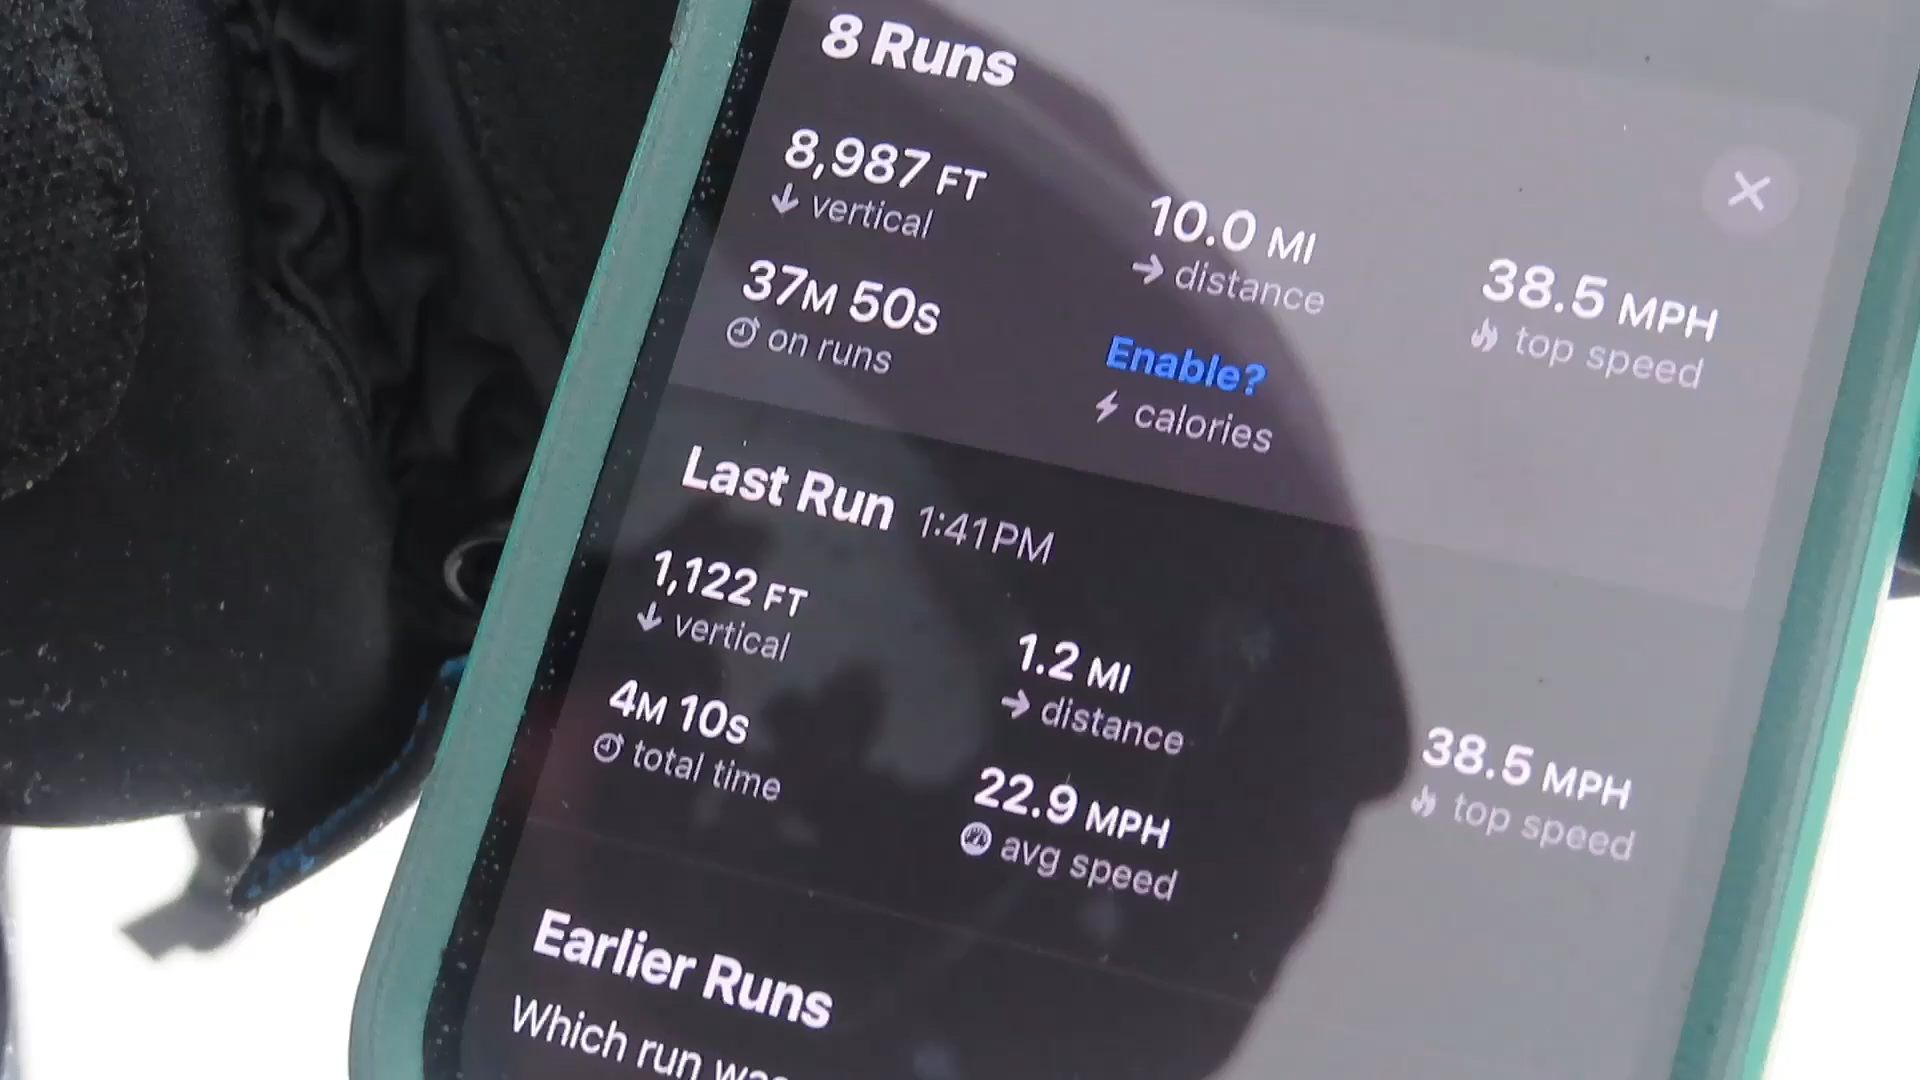 8 Runs
8,987 FT
vertical
10.0 MI
distance
38.5 MPH
top speed
37M 50S
on runs
Enable?
calories
Last Run 1:41PM
1,122 FT
vertical
1.2 MI
distance
38.5 MPH
top speed
4M 10S
total time
22.9 MPH
avg speed
Earlier Runs
Which run